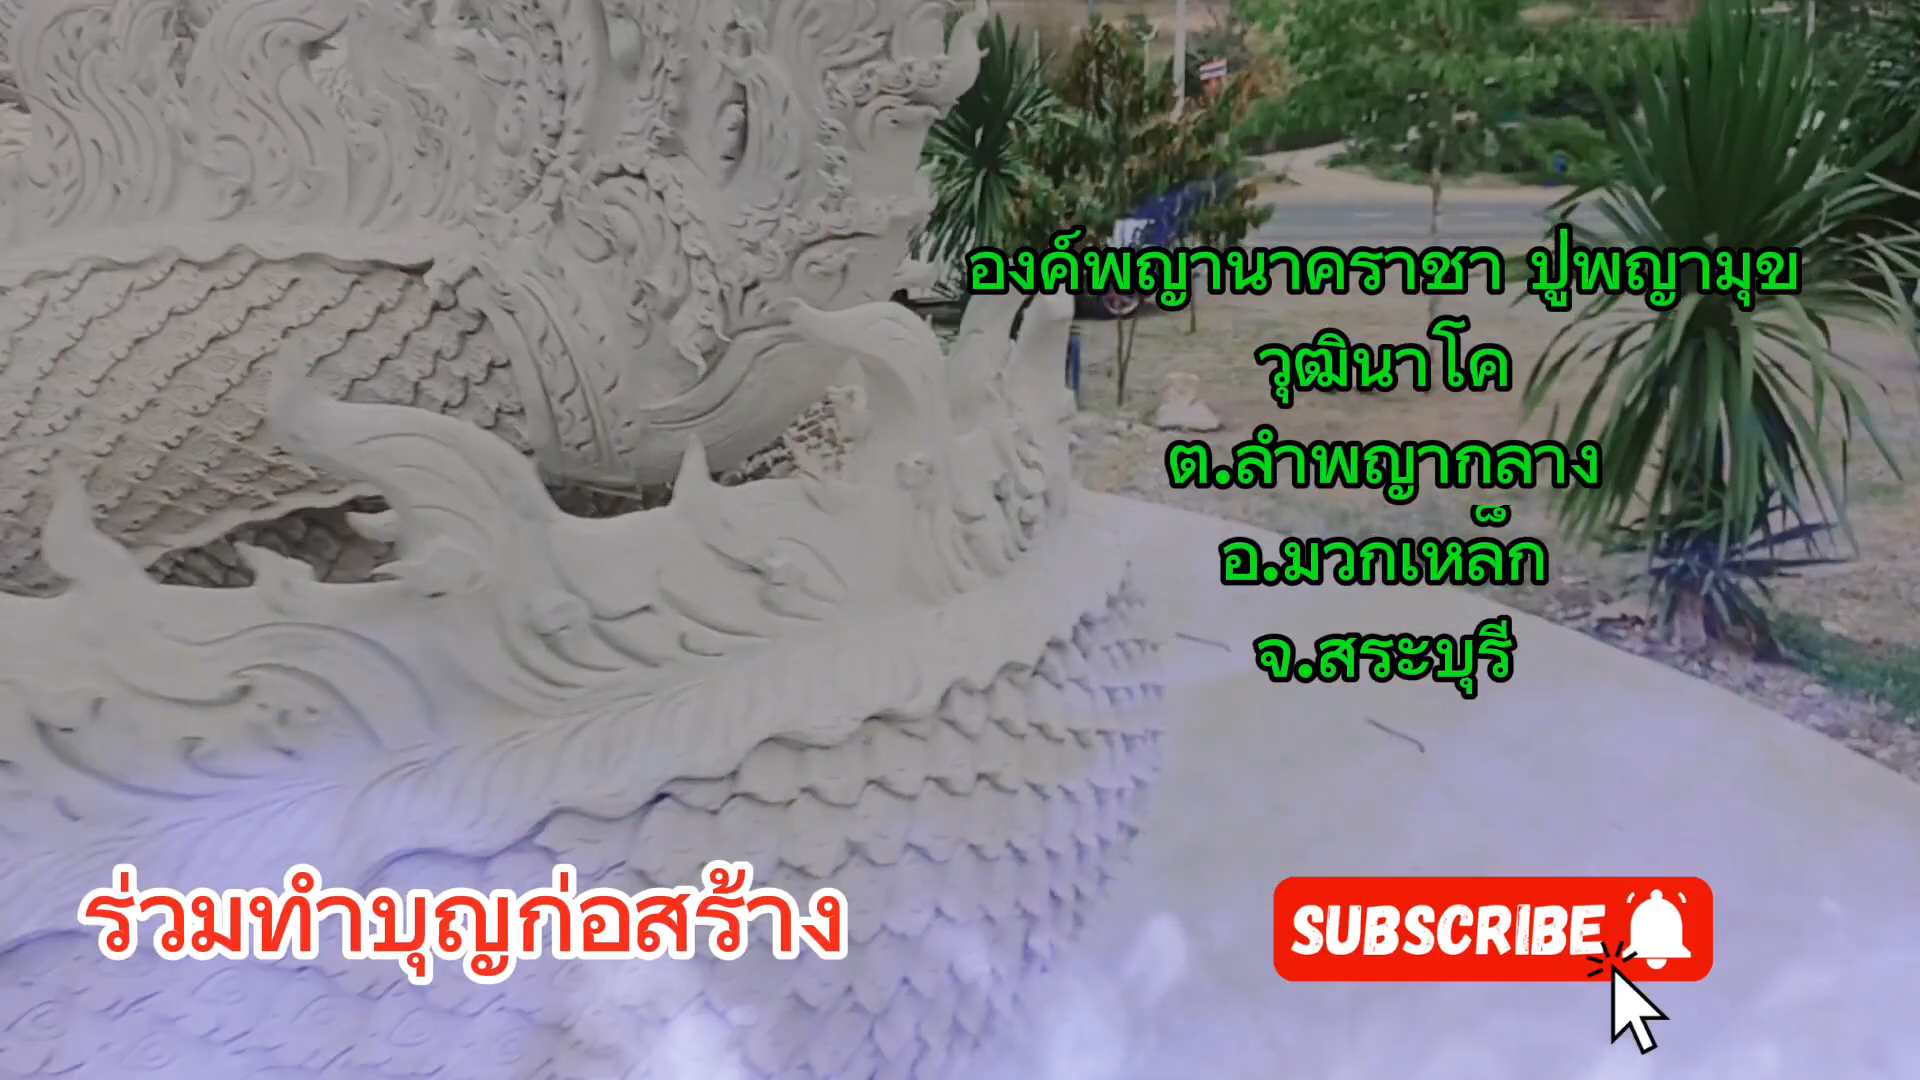 องค์พญานาคราชา ปู่พญามุข
วุฒินาโค
ต.ลำพญากลาง
อ.มวกเหล็ก
จ.สระบุรี
ร่วมทำบุญก่อสร้าง
SUBSCRIBE